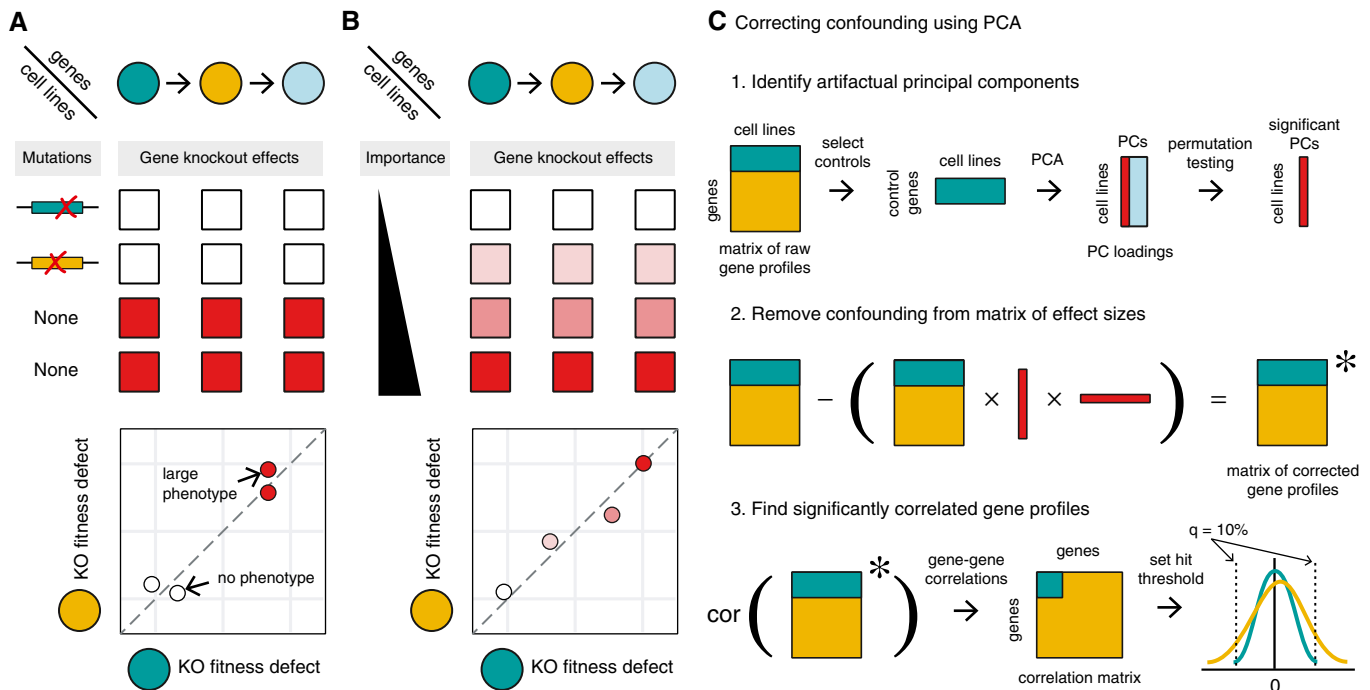 A
genes
cell lines
Mutations
Gene knockout effects
None
None
KO fitness defect
large
phenotype
no phenotype
KO fitness defect
B
genes
cell lines
Importance
Gene knockout effects
KO fitness defect
KO fitness defect
C Correcting confounding using PCA
1. Identify artifactual principal components
cell lines
genes
matrix of raw
gene profiles
select
controls
cell lines
control
genes
PCA
PCs
cell lines
PC loadings
permutation
testing
significant
PCs
cell lines
2. Remove confounding from matrix of effect sizes
− ( × × ) = *
matrix of corrected
gene profiles
3. Find significantly correlated gene profiles
cor ( * )
gene-gene
correlations
genes
genes
correlation matrix
set hit
threshold
q = 10%
0